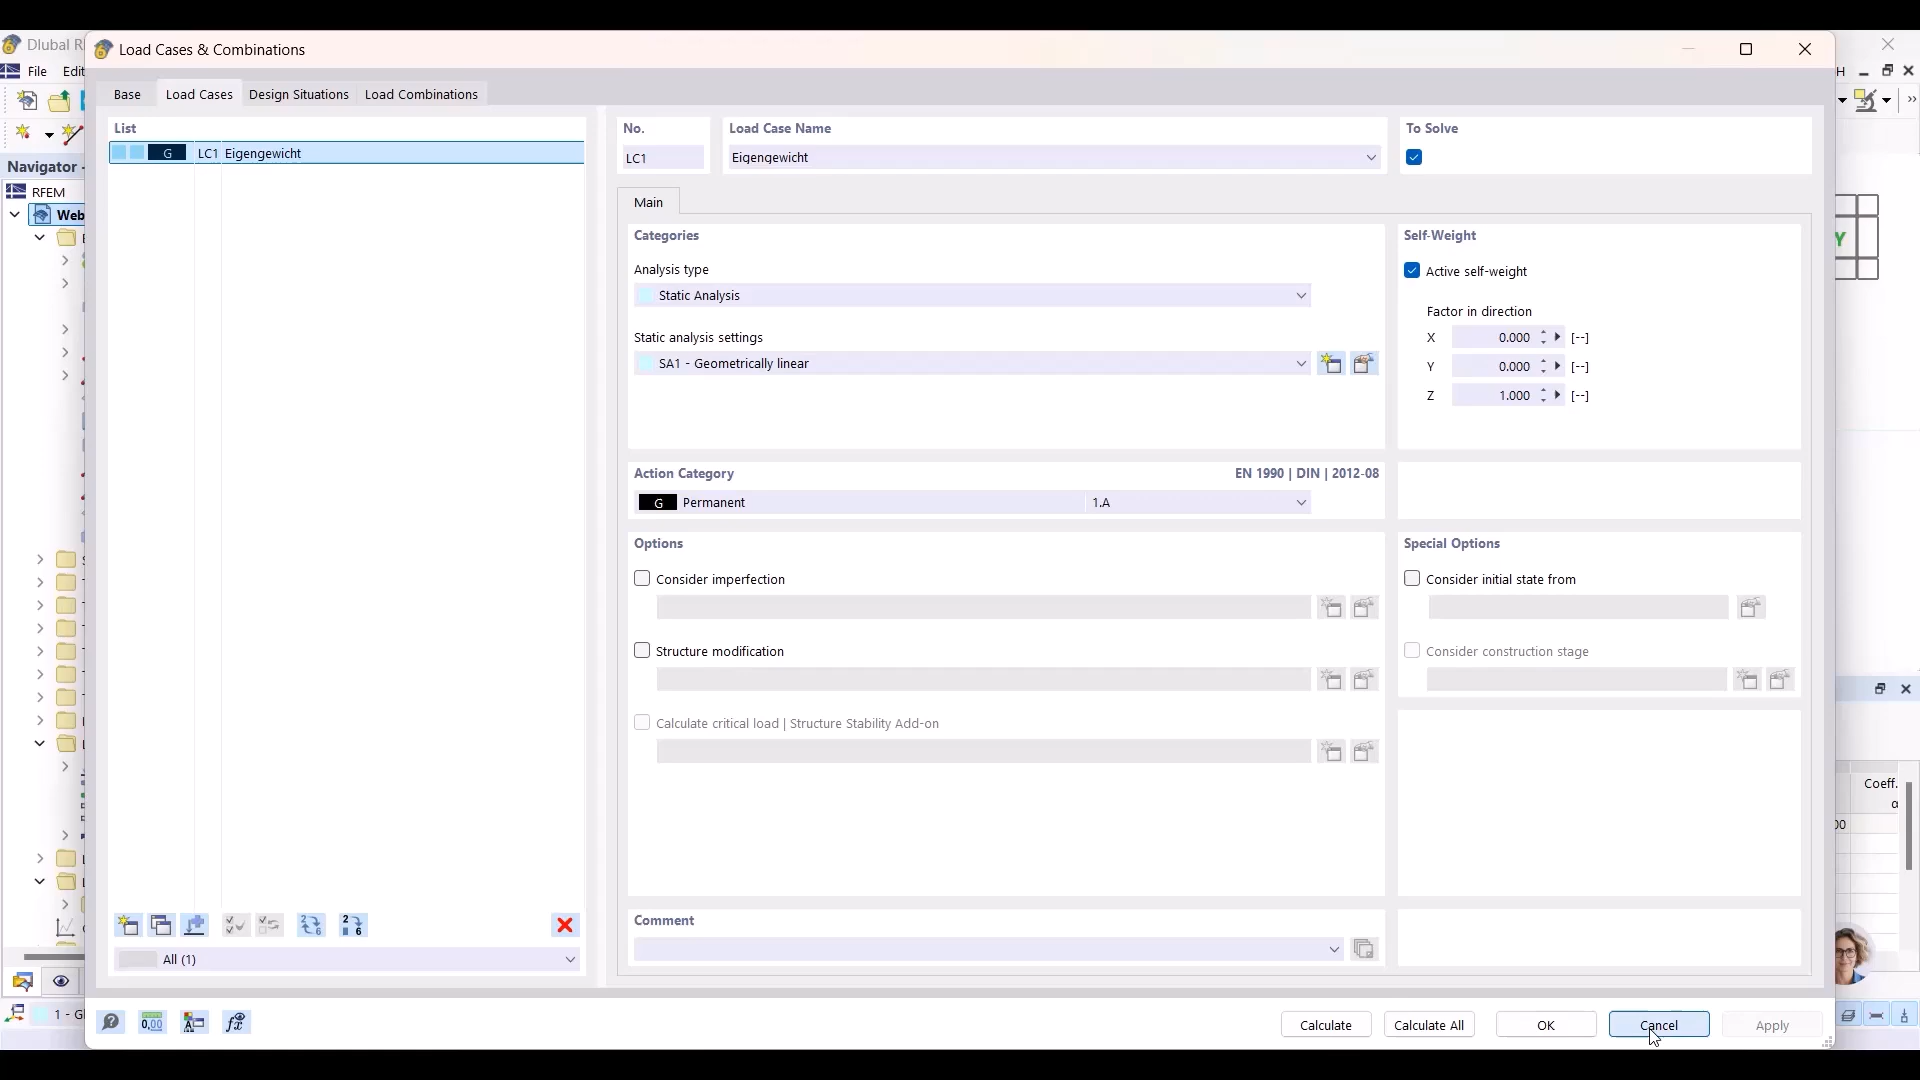 Load Cases & Combinations
Dlubal R
File Edit
H
Base Load Cases Design Situations Load Combinations
List
G LC1 Eigengewicht
No.
LC1
Load Case Name
Eigengewicht
To Solve
Navigator -
RFEM
Web
Main
Categories
Analysis type
Static Analysis
Static analysis settings
SA1 - Geometrically linear
Self-Weight
Active self-weight
Factor in direction
X 0.000 [--]
Y 0.000 [--]
Z 1.000 [--]
Y
Action Category EN 1990 | DIN | 2012-08
G Permanent 1.A
Options
Consider imperfection
Structure modification
Calculate critical load | Structure Stability Add-on
Special Options
Consider initial state from
Consider construction stage
Coeff.
α
00
Comment
All (1)
1 - Gl
Calculate Calculate All OK Cancel Apply